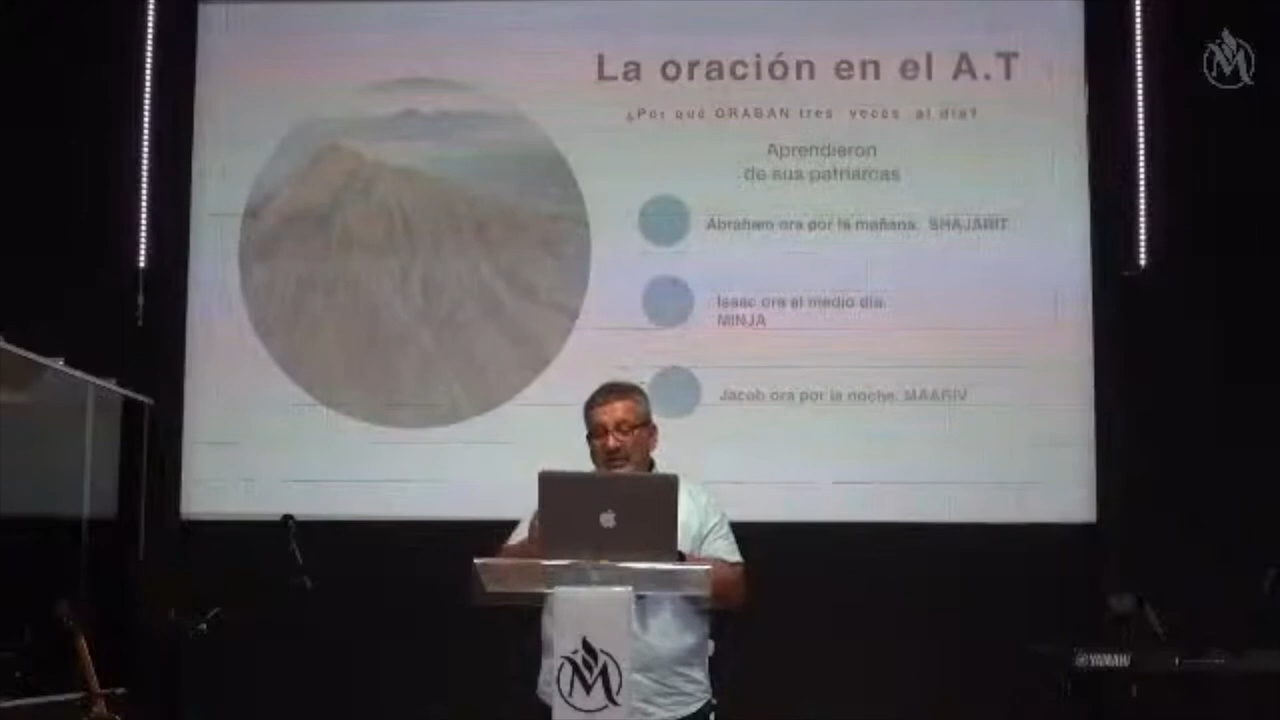 La oración en el A.T
¿Por qué ORABAN tres veces al día?
Aprendieron
de sus patriarcas
Abraham ora por la mañana. SHAJARIT
Isaac ora al medio día.
MINJA
Jacob ora por la noche. MAARIV
M
M
YAMAHA